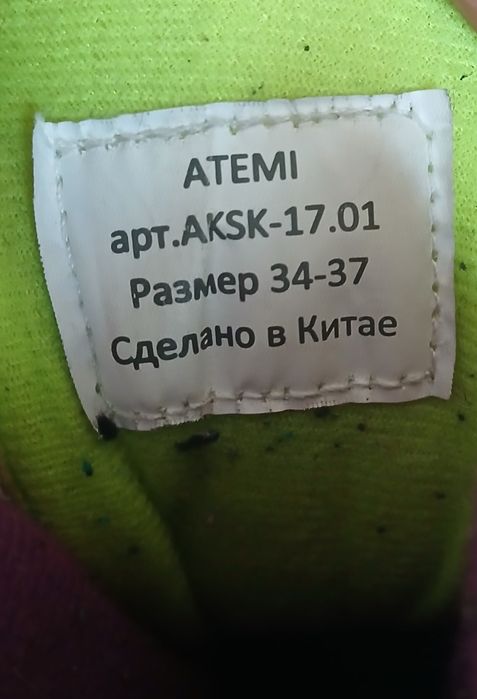 ATEMI
арт.AKSK-17.01
Размер 34-37
Сделано в Китае